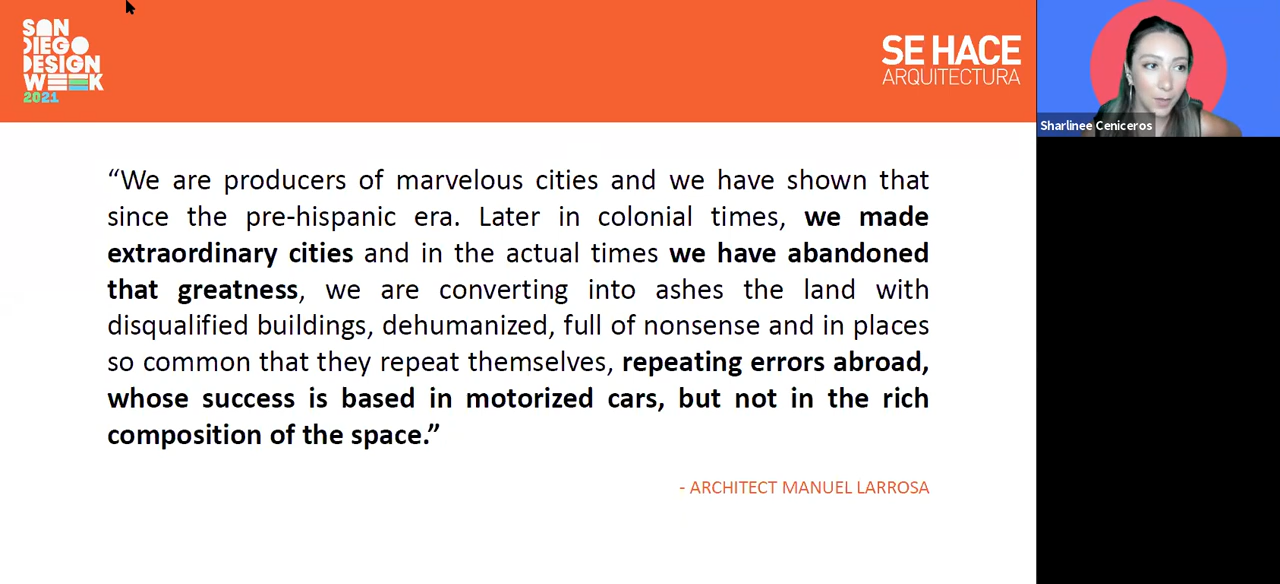 SAN
DIEGO
DESIGN
WEEK
2021
SE HACE
ARQUITECTURA
Sharlinee Ceniceros
“We are producers of marvelous cities and we have shown that
since the pre-hispanic era. Later in colonial times, we made
extraordinary cities and in the actual times we have abandoned
that greatness, we are converting into ashes the land with
disqualified buildings, dehumanized, full of nonsense and in places
so common that they repeat themselves, repeating errors abroad,
whose success is based in motorized cars, but not in the rich
composition of the space.”
- ARCHITECT MANUEL LARROSA